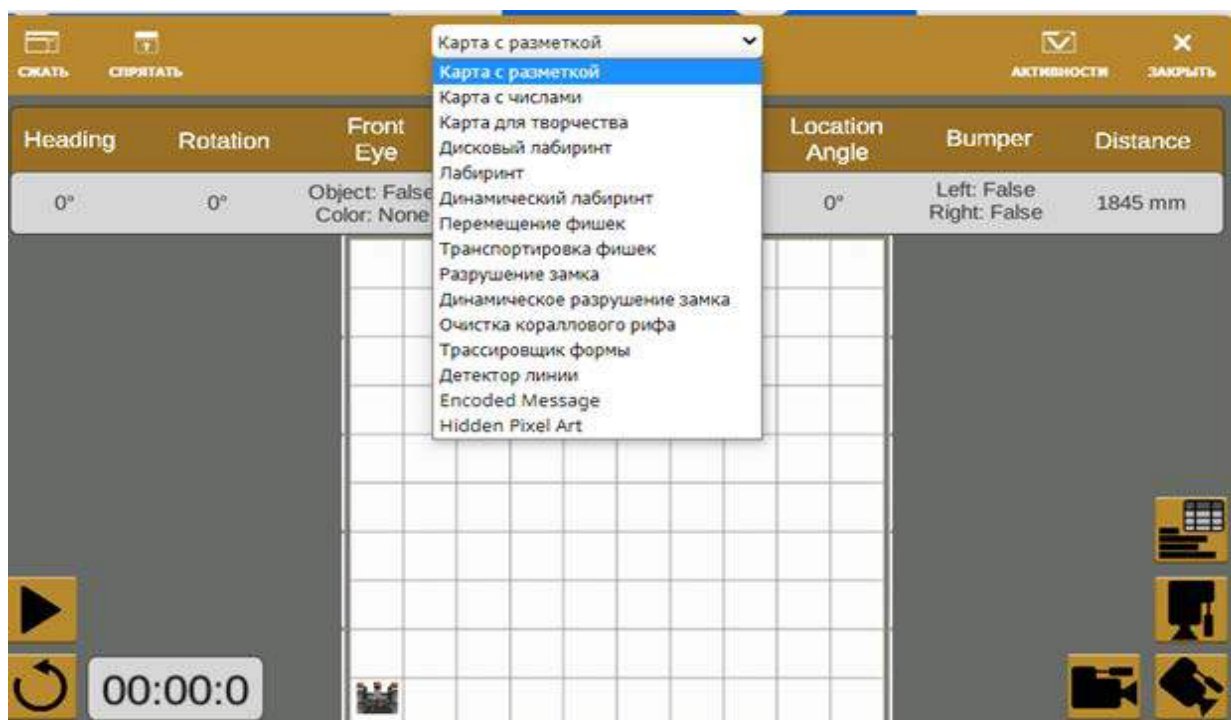 Карта с разметкой
СЖАТЬ
СПРЯТАТЬ
АКТИВНОСТИ
ЗАКРЫТЬ
Карта с разметкой
Карта с числами
Карта для творчества
Дисковый лабиринт
Лабиринт
Динамический лабиринт
Перемещение фишек
Транспортировка фишек
Разрушение замка
Динамическое разрушение замка
Очистка кораллового рифа
Трассировщик формы
Детектор линии
Encoded Message
Hidden Pixel Art
Heading
Rotation
Front
Eye
Location
Angle
Bumper
Distance
0°
0°
Object: False
Color: None
0°
Left: False
Right: False
1845 mm
00:00:0